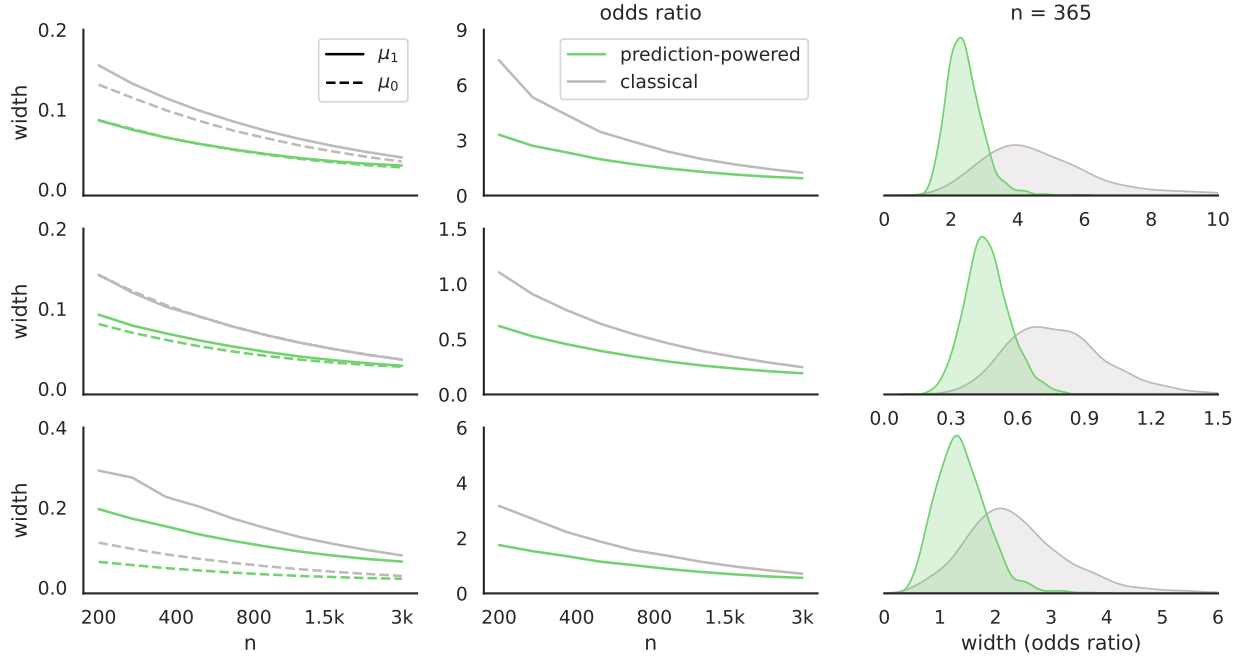 odds ratio
n = 365
width
0.2
0.1
0.0
μ1
μ0
9
6
3
0
prediction-powered
classical
0 2 4 6 8 10
width
0.2
0.1
0.0
1.5
1.0
0.5
0.0
0.0 0.3 0.6 0.9 1.2 1.5
width
0.4
0.2
0.0
200 400 800 1.5k 3k
n
6
4
2
0
200 400 800 1.5k 3k
n
0 1 2 3 4 5 6
width (odds ratio)